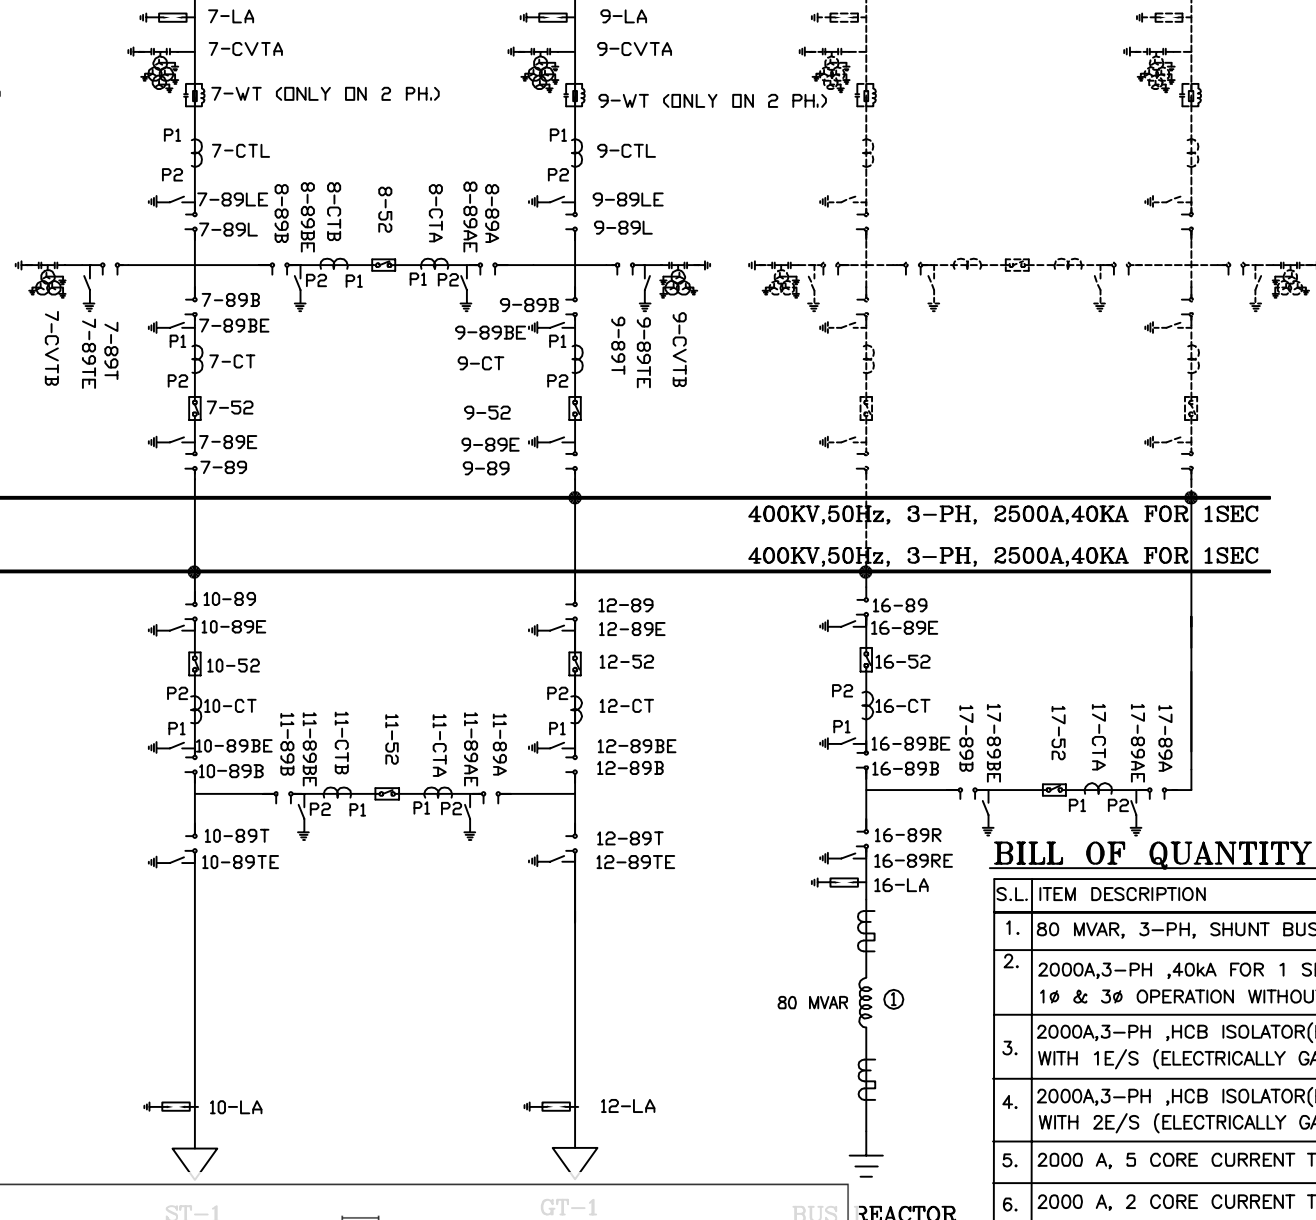 7-LA
9-LA
7-CVTA
9-CVTA
7-WT (ONLY ON 2 PH.)
9-WT (ONLY ON 2 PH.)
P1
7-CTL
P2
P1
9-CTL
P2
7-89LE
9-89LE
7-89L
9-89L
8-89B
8-89BE
8-CTB
8-52
8-CTA
8-89AE
8-89A
P2 P1
P1 P2
7-89B
9-89B
7-89BE
9-89BE
7-CVTB
7-89TE
7-89T
9-89T
9-89TE
9-CVTB
P1
7-CT
P2
P1
9-CT
P2
7-52
9-52
7-89E
9-89E
7-89
9-89
400KV,50Hz, 3-PH, 2500A,40KA FOR 1SEC
400KV,50Hz, 3-PH, 2500A,40KA FOR 1SEC
10-89
12-89
16-89
10-89E
12-89E
16-89E
10-52
12-52
16-52
P2
10-CT
P1
P2
12-CT
P2
16-CT
P1
P1
10-89BE
12-89BE
16-89BE
10-89B
12-89B
16-89B
11-89B
11-89BE
11-CTB
11-52
11-CTA
11-89AE
11-89A
17-89B
17-89BE
17-52
17-CTA
17-89AE
17-89A
P2 P1
P1 P2
P1 P2
10-89T
12-89T
16-89R
10-89TE
12-89TE
16-89RE
16-LA
80 MVAR
1
10-LA
12-LA
ST-1
GT-1
BUS REACTOR
BILL OF QUANTITY
S.L. ITEM DESCRIPTION
1. 80 MVAR, 3-PH, SHUNT BUS
2. 2000A,3-PH ,40kA FOR 1
1ø & 3ø OPERATION WITHOU
3. 2000A,3-PH ,HCB ISOLATOR(
WITH 1E/S (ELECTRICALLY GA
4. 2000A,3-PH ,HCB ISOLATOR(
WITH 2E/S (ELECTRICALLY GA
5. 2000 A, 5 CORE CURRENT T
6. 2000 A, 2 CORE CURRENT T